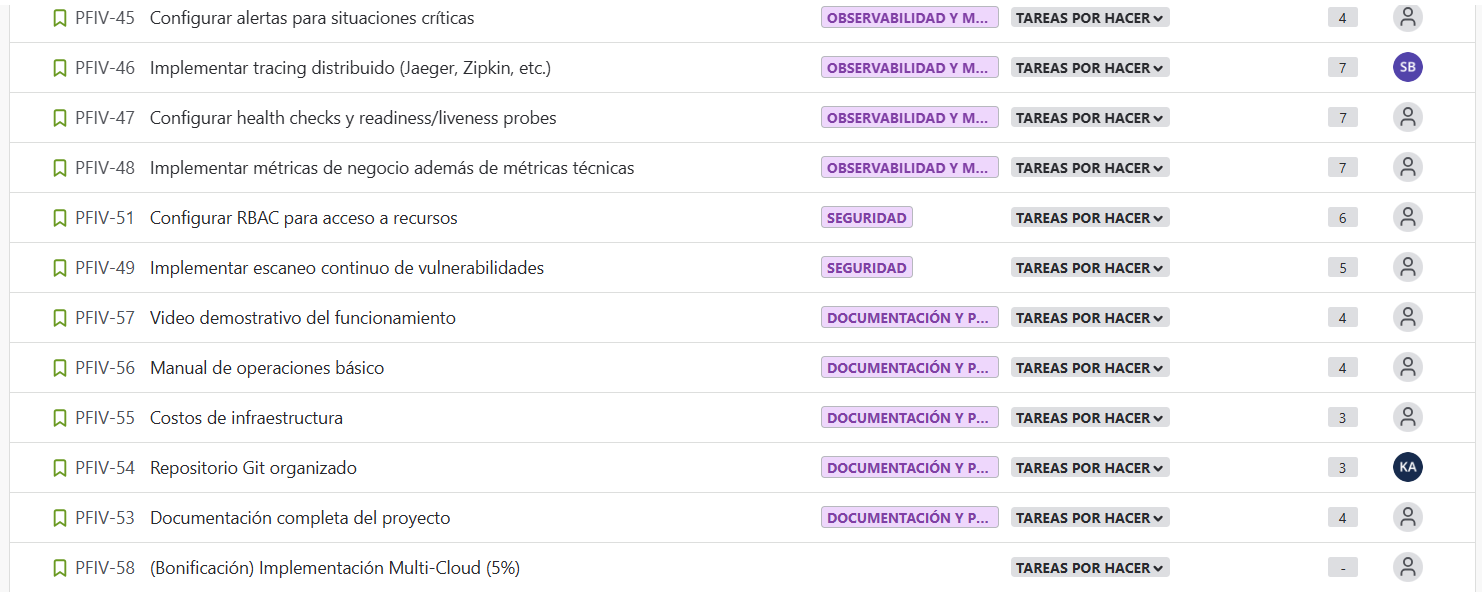 PFIV-45 Configurar alertas para situaciones críticas OBSERVABILIDAD Y M... TAREAS POR HACER 4
PFIV-46 Implementar tracing distribuido (Jaeger, Zipkin, etc.) OBSERVABILIDAD Y M... TAREAS POR HACER 7 SB
PFIV-47 Configurar health checks y readiness/liveness probes OBSERVABILIDAD Y M... TAREAS POR HACER 7
PFIV-48 Implementar métricas de negocio además de métricas técnicas OBSERVABILIDAD Y M... TAREAS POR HACER 7
PFIV-51 Configurar RBAC para acceso a recursos SEGURIDAD TAREAS POR HACER 6
PFIV-49 Implementar escaneo continuo de vulnerabilidades SEGURIDAD TAREAS POR HACER 5
PFIV-57 Video demostrativo del funcionamiento DOCUMENTACIÓN Y P... TAREAS POR HACER 4
PFIV-56 Manual de operaciones básico DOCUMENTACIÓN Y P... TAREAS POR HACER 4
PFIV-55 Costos de infraestructura DOCUMENTACIÓN Y P... TAREAS POR HACER 3
PFIV-54 Repositorio Git organizado DOCUMENTACIÓN Y P... TAREAS POR HACER 3 KA
PFIV-53 Documentación completa del proyecto DOCUMENTACIÓN Y P... TAREAS POR HACER 4
PFIV-58 (Bonificación) Implementación Multi-Cloud (5%) TAREAS POR HACER -